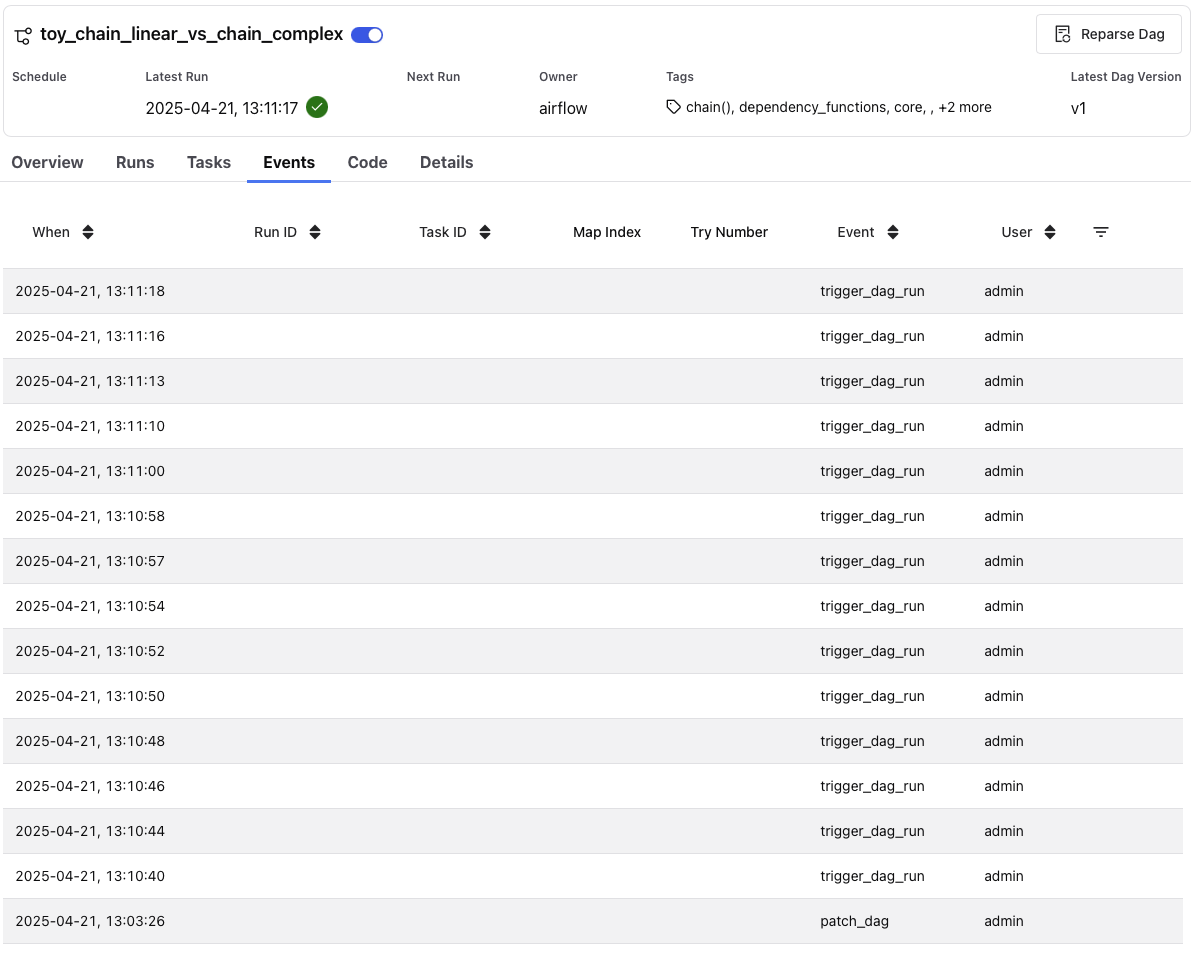 toy_chain_linear_vs_chain_complex
Reparse Dag
Schedule Latest Run Next Run Owner Tags Latest Dag Version
2025-04-21, 13:11:17 airflow chain(), dependency_functions, core, , +2 more v1
Overview Runs Tasks Events Code Details
When Run ID Task ID Map Index Try Number Event User
2025-04-21, 13:11:18 trigger_dag_run admin
2025-04-21, 13:11:16 trigger_dag_run admin
2025-04-21, 13:11:13 trigger_dag_run admin
2025-04-21, 13:11:10 trigger_dag_run admin
2025-04-21, 13:11:00 trigger_dag_run admin
2025-04-21, 13:10:58 trigger_dag_run admin
2025-04-21, 13:10:57 trigger_dag_run admin
2025-04-21, 13:10:54 trigger_dag_run admin
2025-04-21, 13:10:52 trigger_dag_run admin
2025-04-21, 13:10:50 trigger_dag_run admin
2025-04-21, 13:10:48 trigger_dag_run admin
2025-04-21, 13:10:46 trigger_dag_run admin
2025-04-21, 13:10:44 trigger_dag_run admin
2025-04-21, 13:10:40 trigger_dag_run admin
2025-04-21, 13:03:26 patch_dag admin